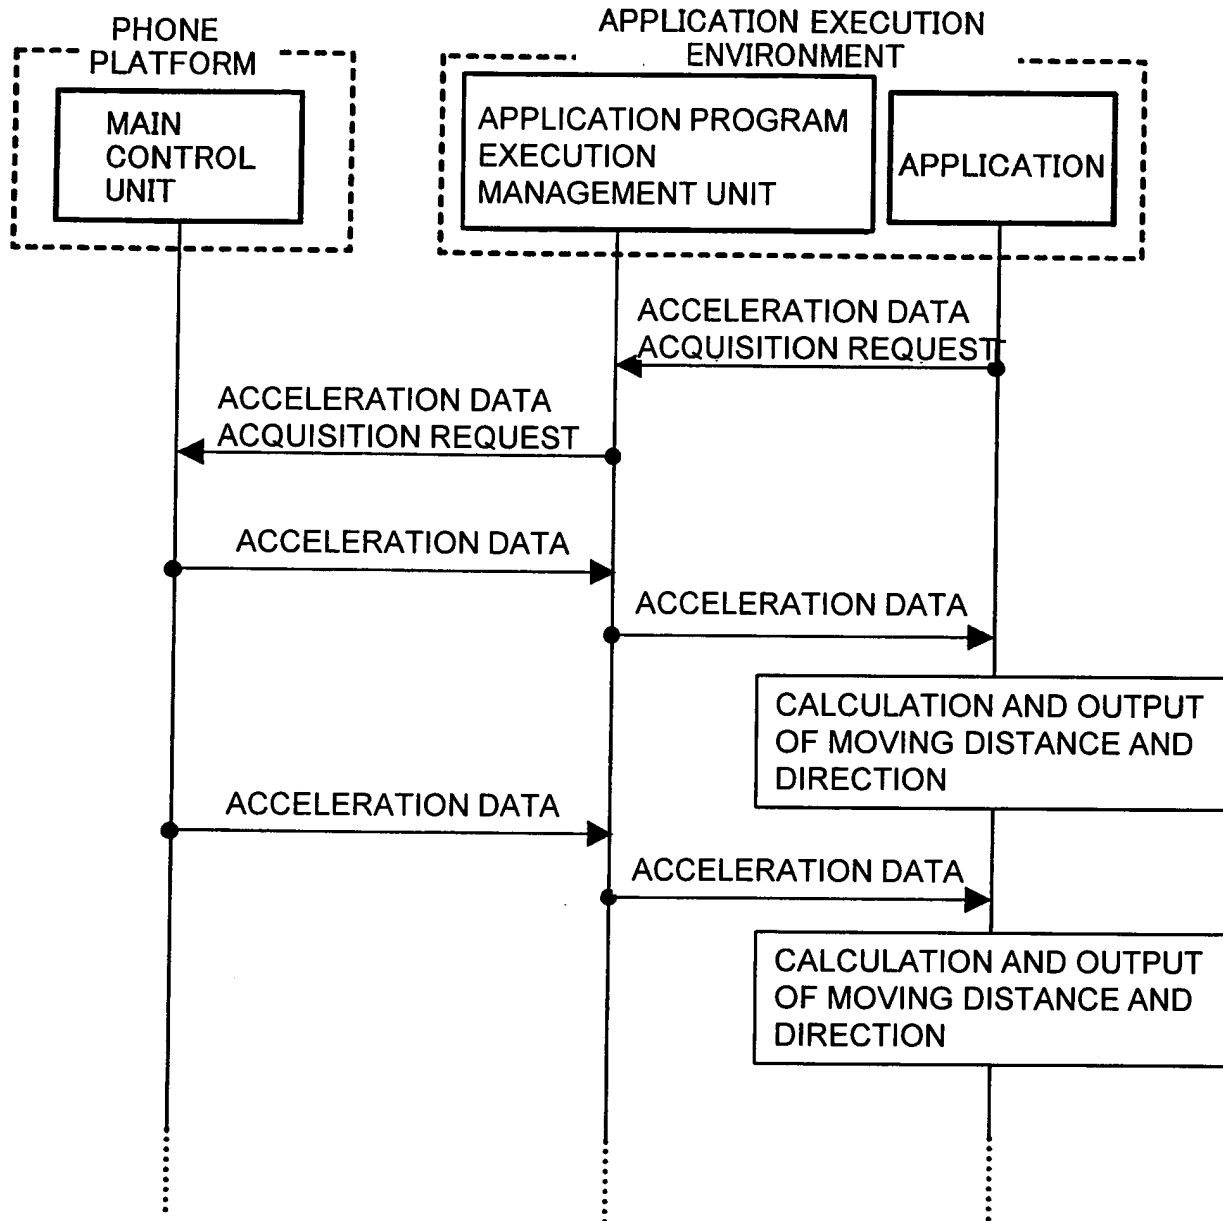 PHONE
PLATFORM
APPLICATION EXECUTION
ENVIRONMENT
MAIN
CONTROL
UNIT
APPLICATION PROGRAM
EXECUTION
MANAGEMENT UNIT
APPLICATION
ACCELERATION DATA
ACQUISITION REQUEST
ACCELERATION DATA
ACQUISITION REQUEST
ACCELERATION DATA
ACCELERATION DATA
CALCULATION AND OUTPUT
OF MOVING DISTANCE AND
DIRECTION
ACCELERATION DATA
ACCELERATION DATA
CALCULATION AND OUTPUT
OF MOVING DISTANCE AND
DIRECTION